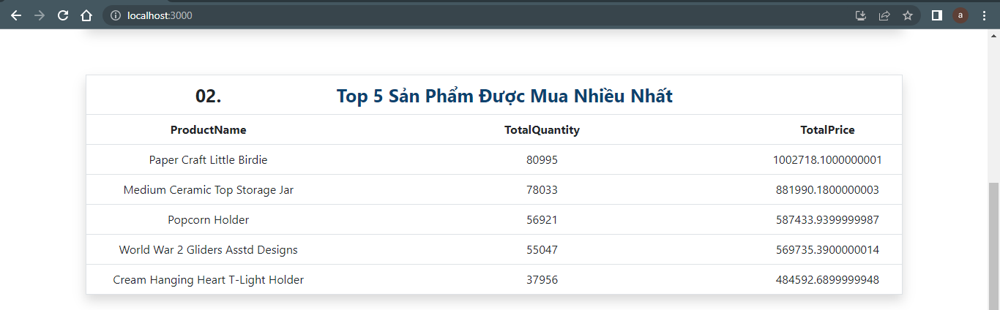 localhost:3000
a
02. Top 5 Sản Phẩm Được Mua Nhiều Nhất
ProductName TotalQuantity TotalPrice
Paper Craft Little Birdie 80995 1002718.1000000001
Medium Ceramic Top Storage Jar 78033 881990.1800000003
Popcorn Holder 56921 587433.9399999987
World War 2 Gliders Asstd Designs 55047 569735.3900000014
Cream Hanging Heart T-Light Holder 37956 484592.6899999948